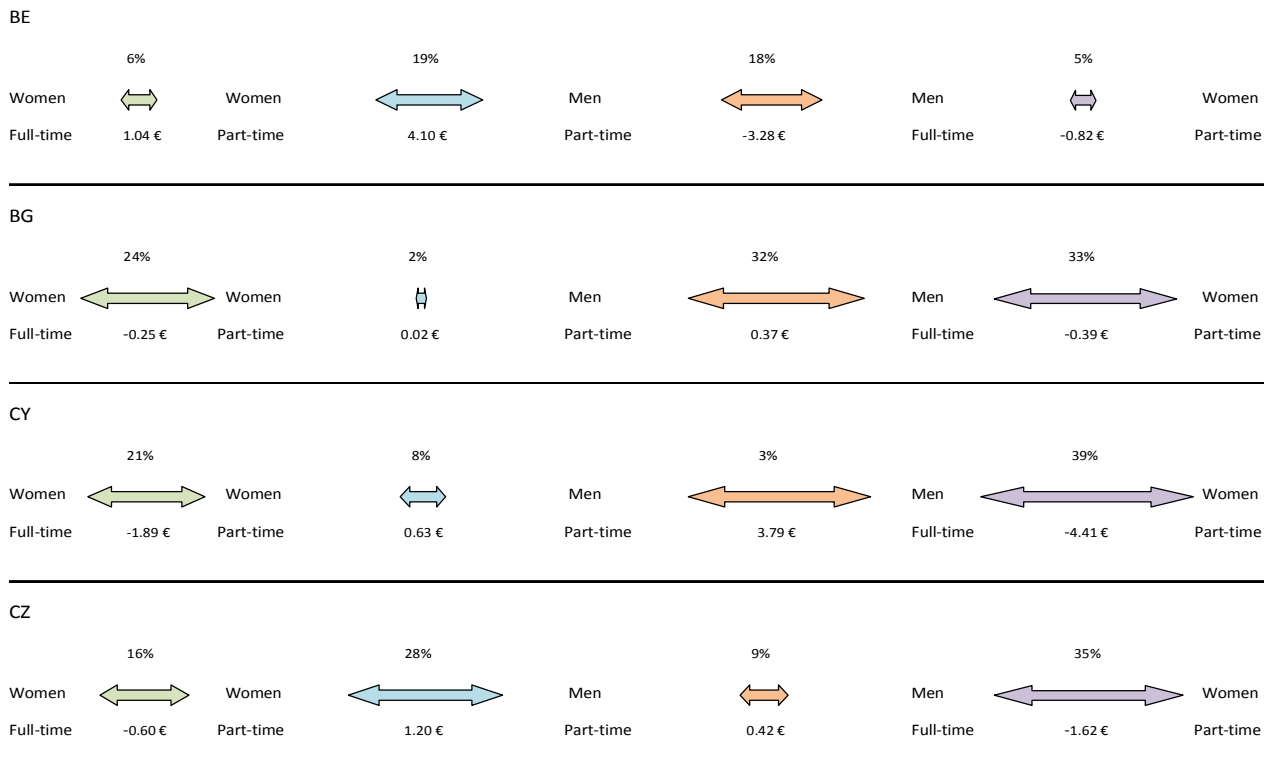 BE
6% 19% 18% 5%
Women Women Men Men Women
Full-time 1.04 € Part-time 4.10 € Part-time -3.28 € Full-time -0.82 € Part-time
BG
24% 2% 32% 33%
Women Women Men Men Women
Full-time -0.25 € Part-time 0.02 € Part-time 0.37 € Full-time -0.39 € Part-time
CY
21% 8% 3% 39%
Women Women Men Men Women
Full-time -1.89 € Part-time 0.63 € Part-time 3.79 € Full-time -4.41 € Part-time
CZ
16% 28% 9% 35%
Women Women Men Men Women
Full-time -0.60 € Part-time 1.20 € Part-time 0.42 € Full-time -1.62 € Part-time